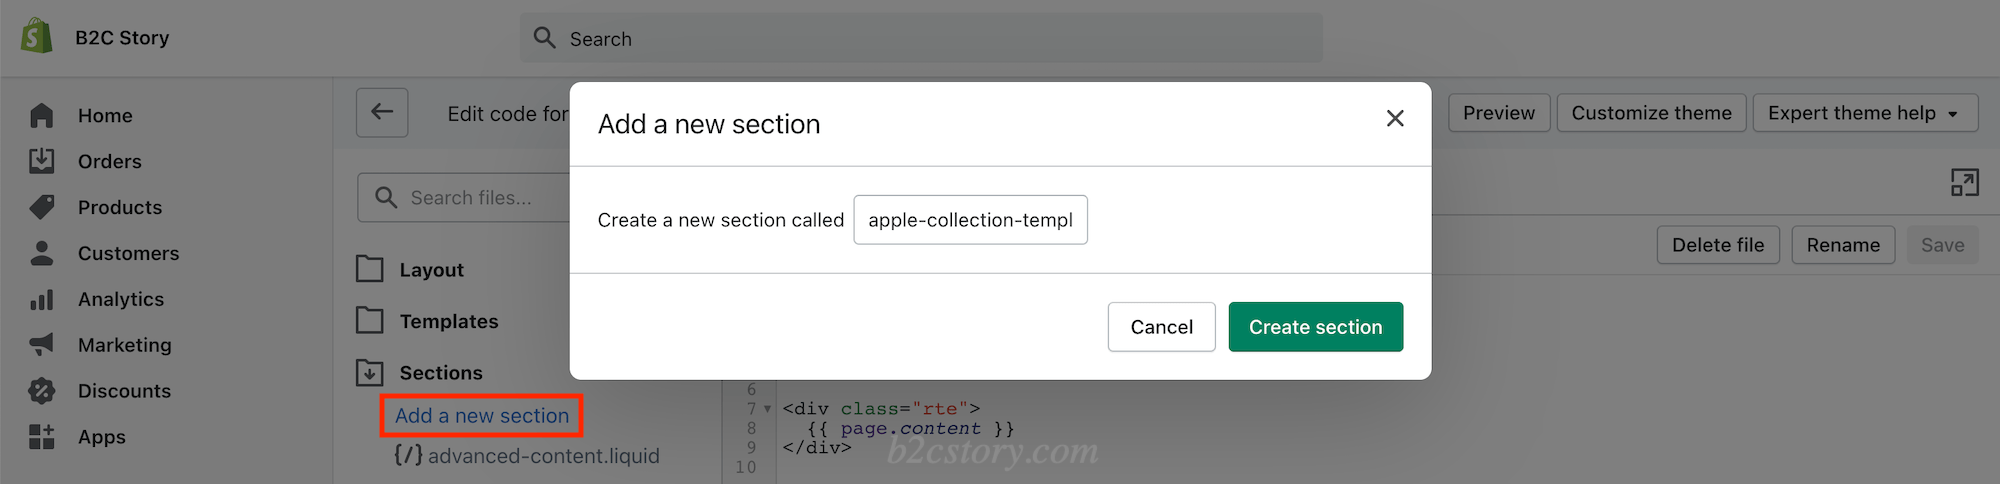 B2C Story
Search
Home
Orders
Products
Customers
Analytics
Marketing
Discounts
Apps
Edit code for
Preview
Customize theme
Expert theme help
Search files...
Layout
Templates
Sections
Add a new section
{/} advanced-content.liquid
Add a new section
Create a new section called apple-collection-templ
Cancel
Create section
Delete file
Rename
Save
6
7 <div class="rte">
8 {{ page.content }}
9 </div>
10
b2cstory.com